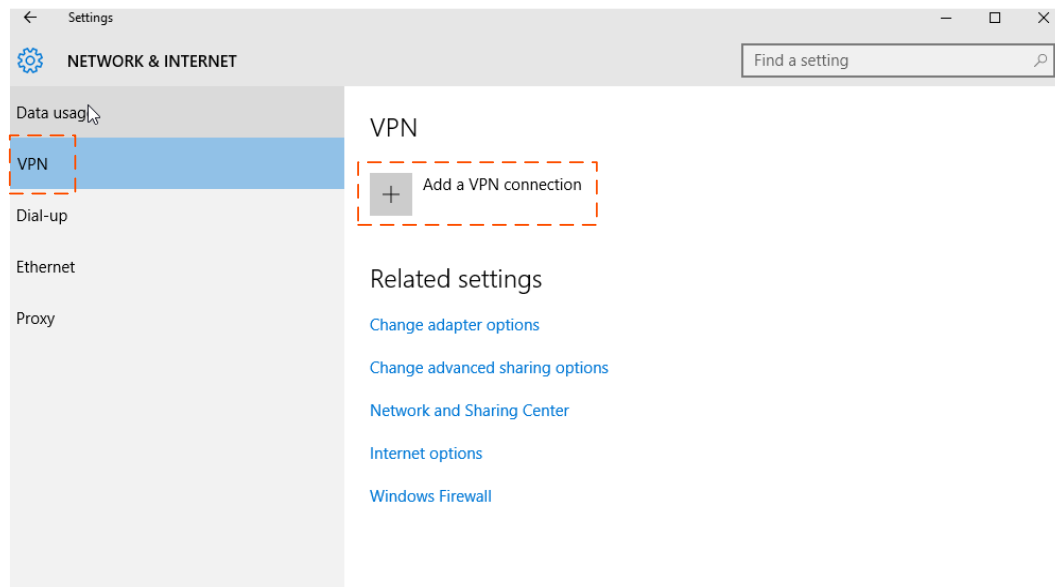 Settings
NETWORK & INTERNET
Find a setting
Data usag
VPN
Dial-up
Ethernet
Proxy
VPN
Add a VPN connection
Related settings
Change adapter options
Change advanced sharing options
Network and Sharing Center
Internet options
Windows Firewall